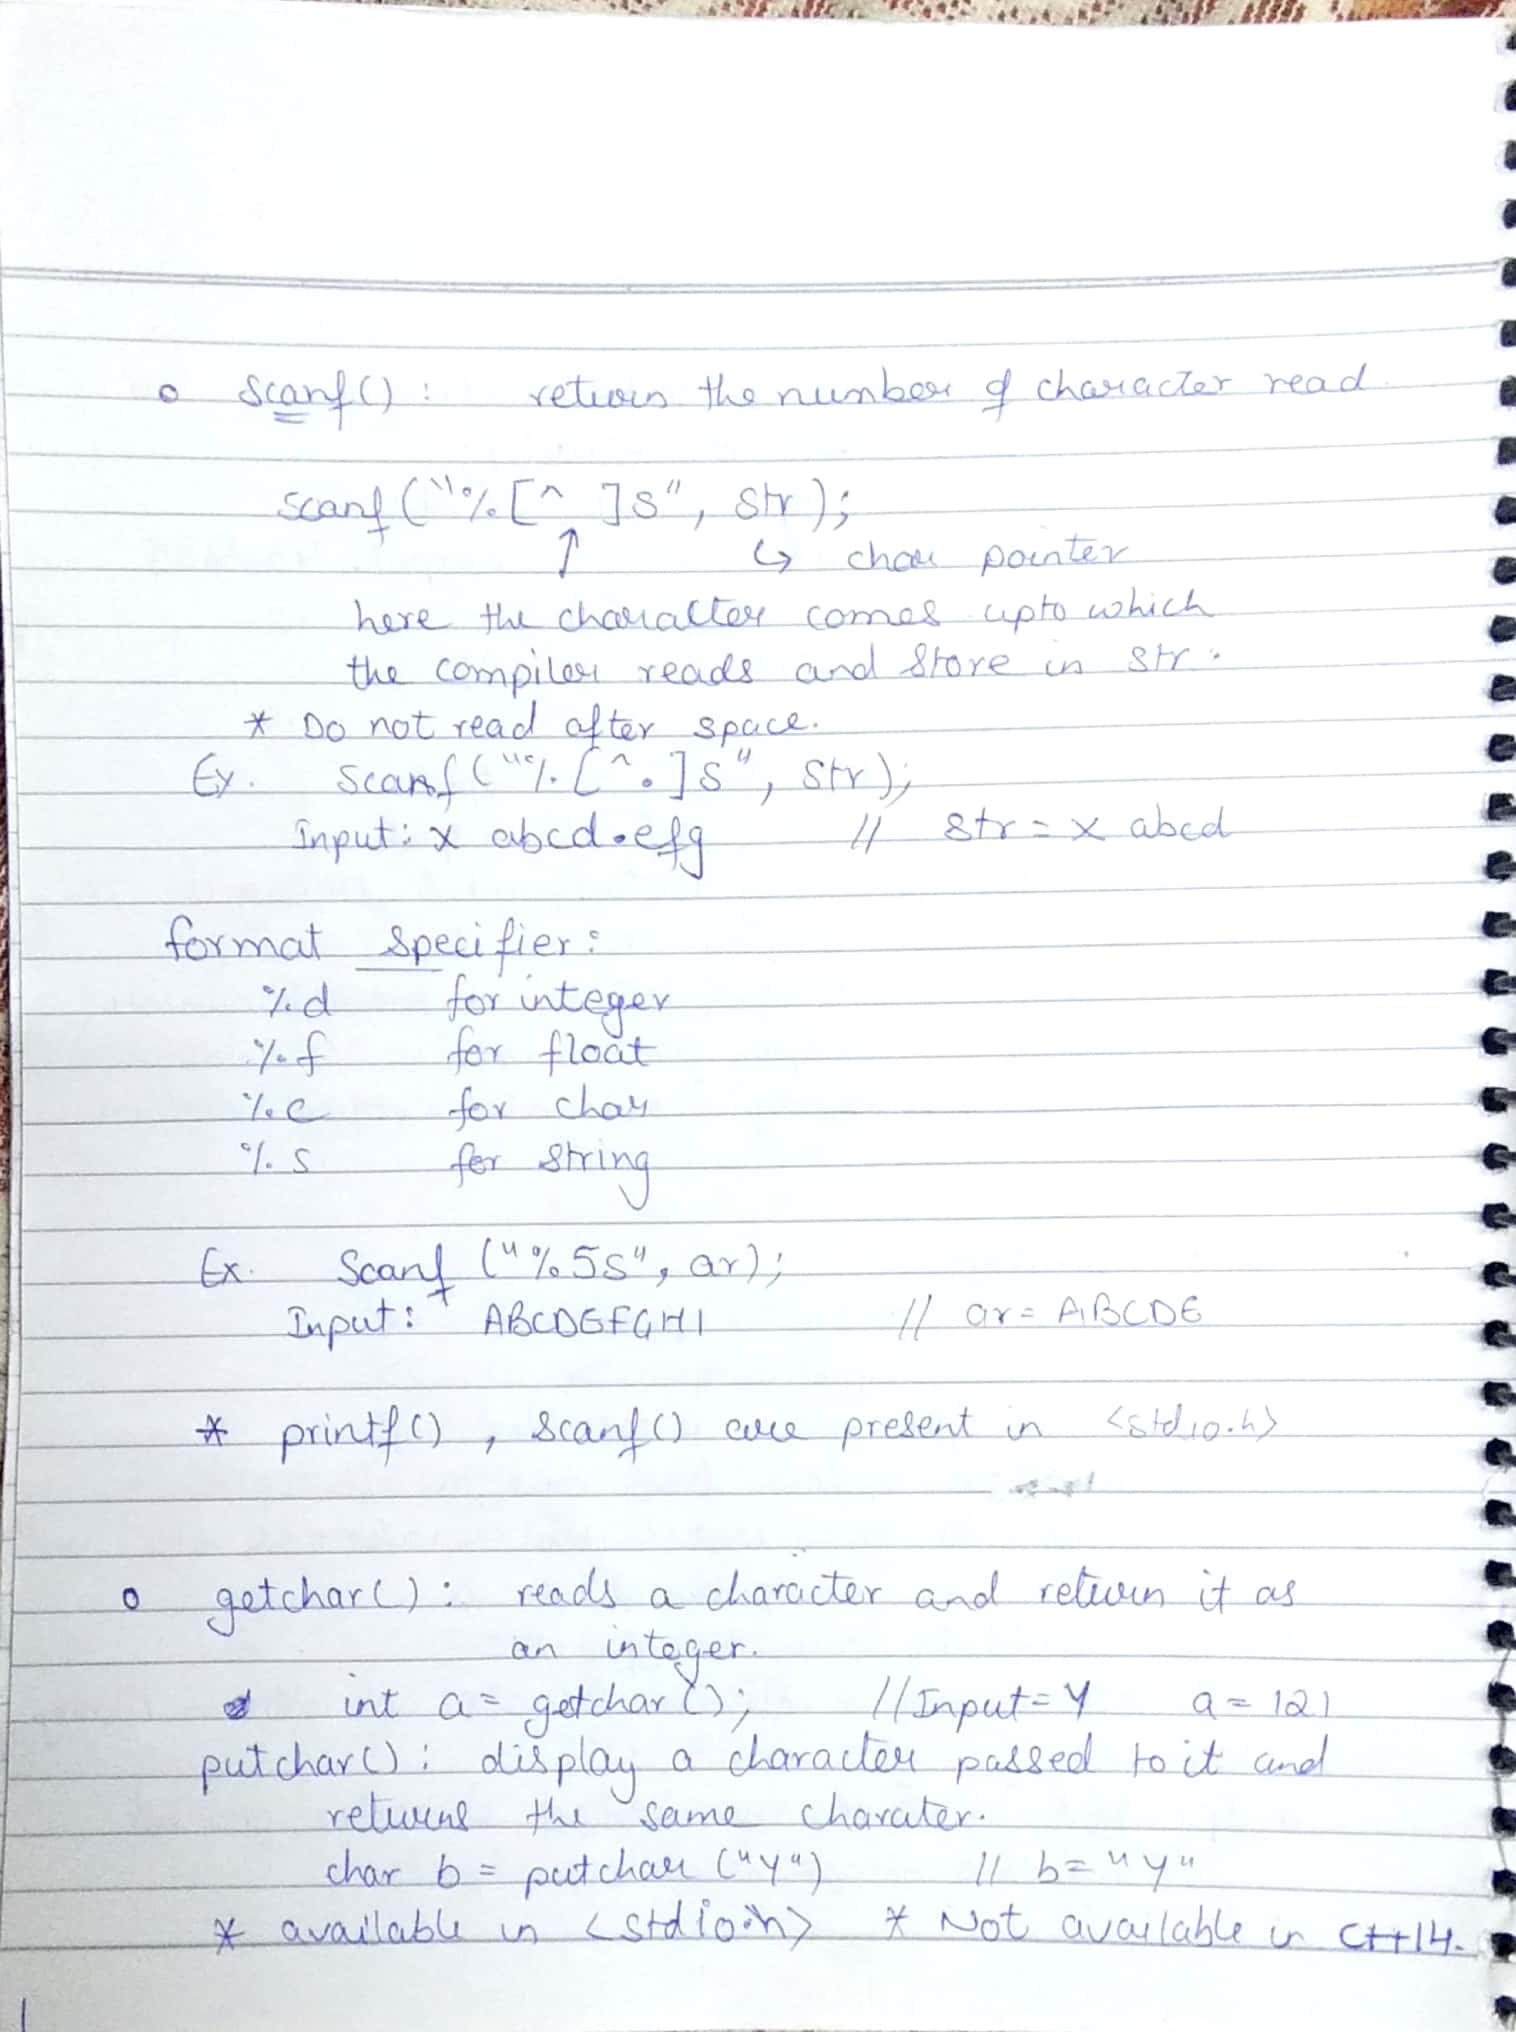 o scanf() : return the number of character read
scanf ("%[^ ]s", str);
↑ ↳ char pointer
here the character comes upto which
the compiler reads and store in str.
* Do not read after space.
Ex. scanf("%[^.]s", str);
Input: x abcd.efg // str = x abcd
format specifier:
%d for integer
%f for float
%c for char
%s for string
Ex. Scanf ("%5s", ar);
Input: ABCDEFGHI // ar = ABCDE
* printf() , scanf() are present in <stdio.h>
o getchar() : reads a character and return it as
an integer.
int a = getchar(); //Input = y a = 121
putchar() : display a character passed to it and
returns the same charater.
char b = putchar ("y") // b = "y"
* available in <stdio.h> * Not available in C++14.